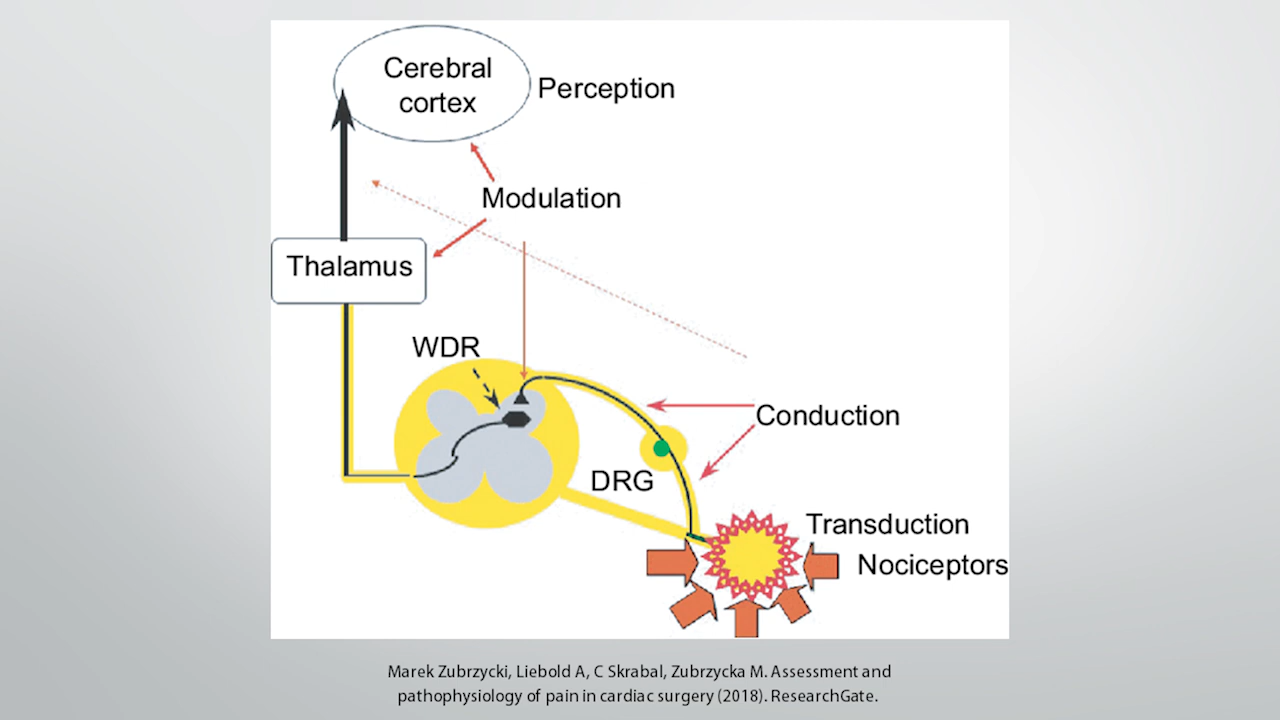 Cerebral
cortex
Perception
Modulation
Thalamus
WDR
Conduction
DRG
Transduction
Nociceptors
Marek Zubrzycki, Liebold A, C Skrabal, Zubrzycka M. Assessment and
pathophysiology of pain in cardiac surgery (2018). ResearchGate.